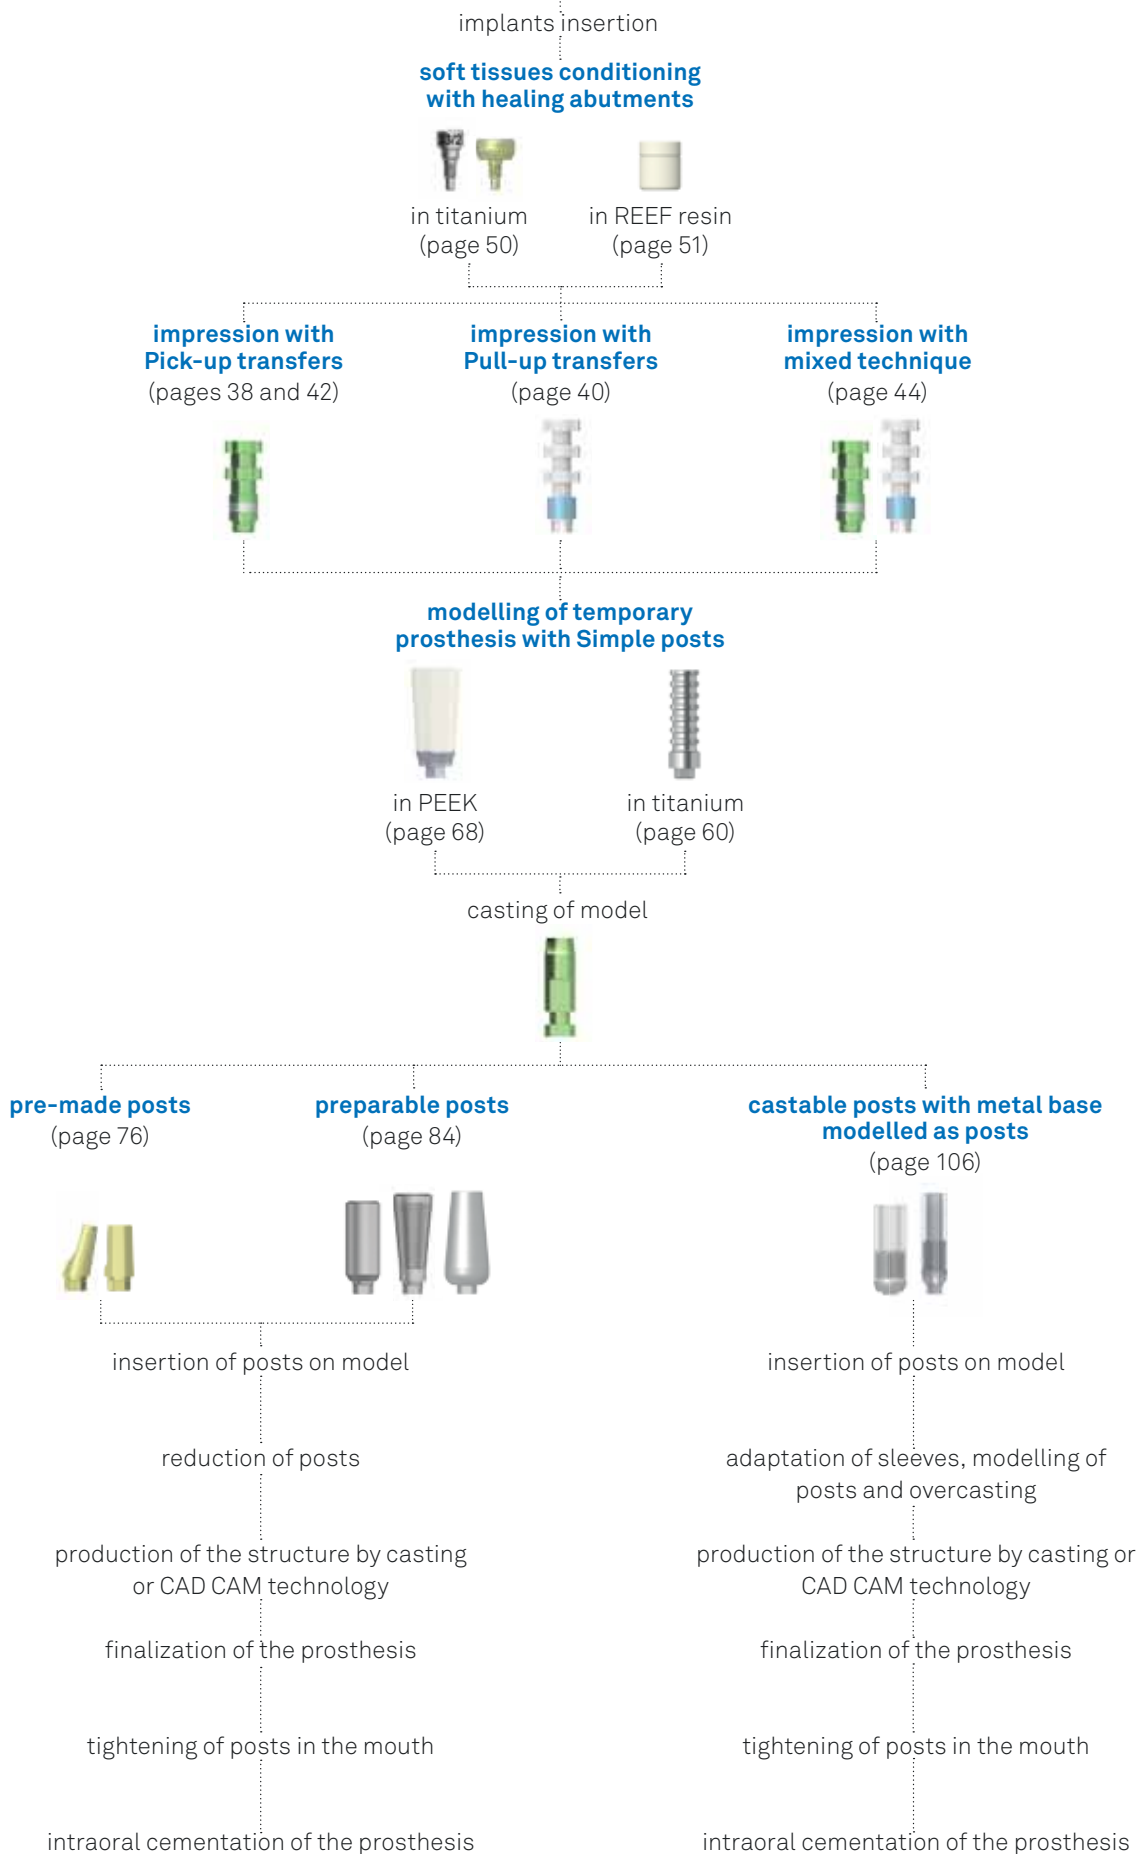 implants insertion
soft tissues conditioning
with healing abutments
in titanium
(page 50)
in REEF resin
(page 51)
impression with
Pick-up transfers
(pages 38 and 42)
impression with
Pull-up transfers
(page 40)
impression with
mixed technique
(page 44)
modelling of temporary
prosthesis with Simple posts
in PEEK
(page 68)
in titanium
(page 60)
casting of model
pre-made posts
(page 76)
preparable posts
(page 84)
castable posts with metal base
modelled as posts
(page 106)
insertion of posts on model
reduction of posts
production of the structure by casting
or CAD CAM technology
finalization of the prosthesis
tightening of posts in the mouth
intraoral cementation of the prosthesis
insertion of posts on model
adaptation of sleeves, modelling of
posts and overcasting
production of the structure by casting or
CAD CAM technology
finalization of the prosthesis
tightening of posts in the mouth
intraoral cementation of the prosthesis